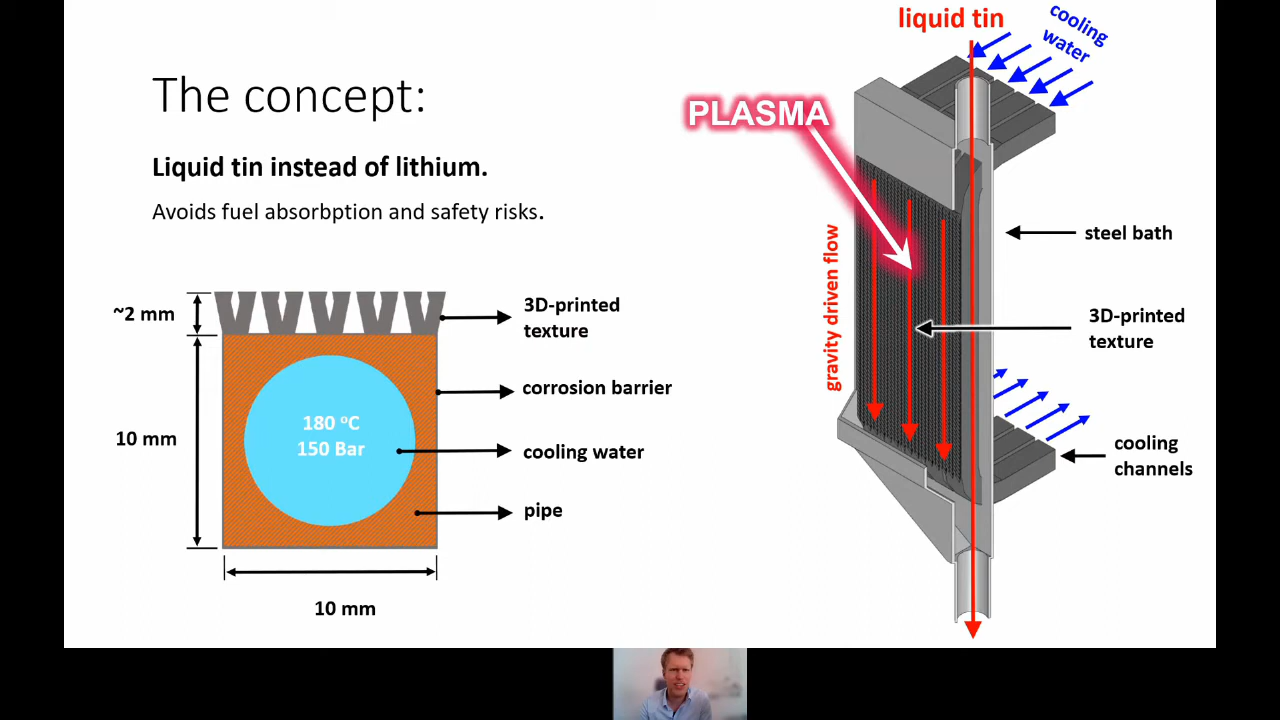 The concept:
Liquid tin instead of lithium.
Avoids fuel absorbption and safety risks.
~2 mm
10 mm
10 mm
3D-printed
texture
corrosion barrier
180 ºC
150 Bar
cooling water
pipe
liquid tin
cooling
water
PLASMA
gravity driven flow
steel bath
3D-printed
texture
cooling
channels